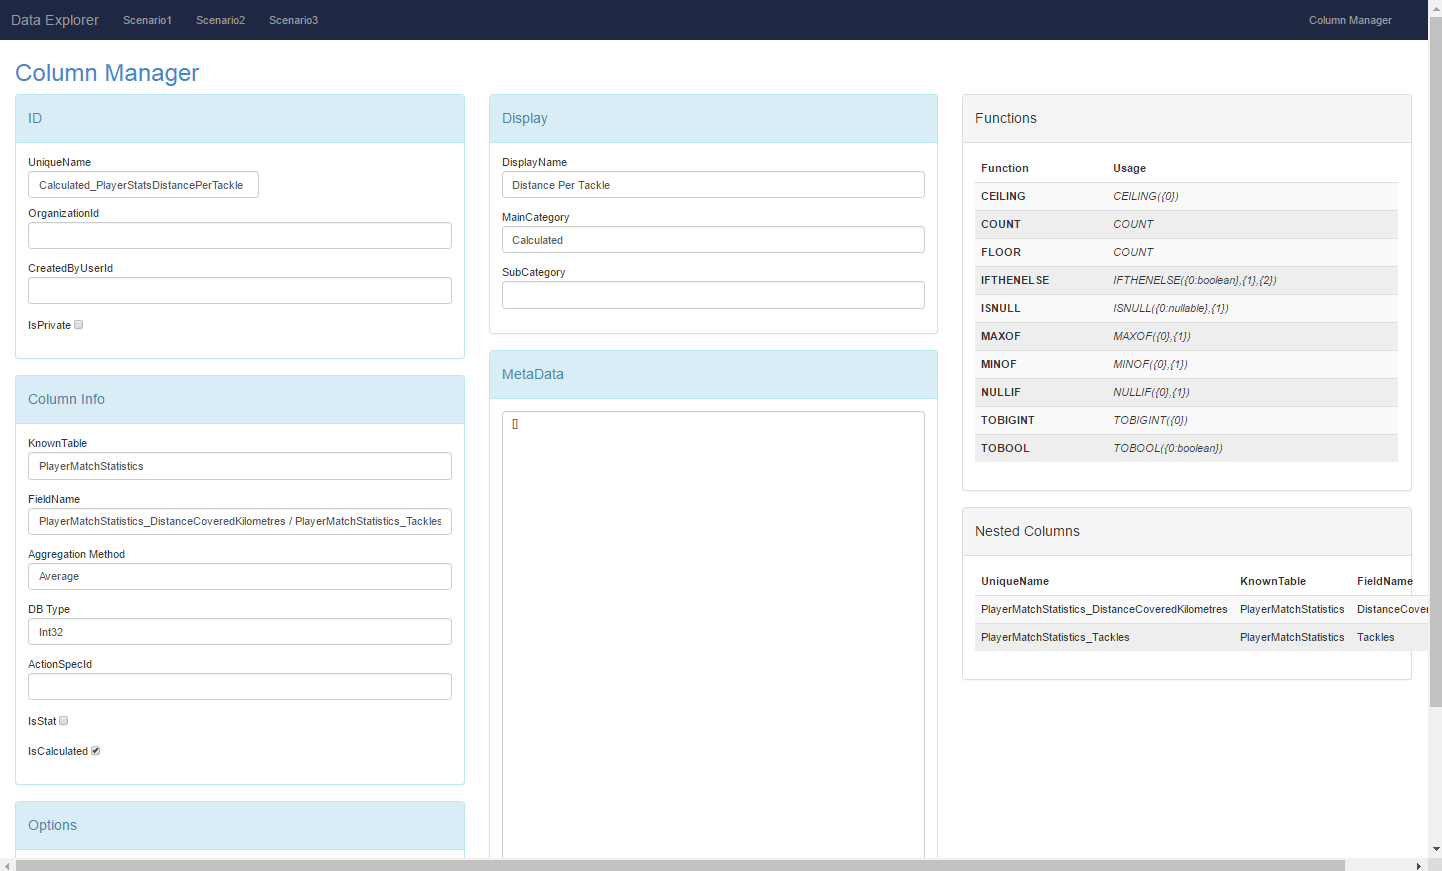 Data Explorer Scenario1 Scenario2 Scenario3 Column Manager
Column Manager
ID
UniqueName
Calculated_PlayerStatsDistancePerTackle
OrganizationId
CreatedByUserId
IsPrivate
Column Info
KnownTable
PlayerMatchStatistics
FieldName
PlayerMatchStatistics_DistanceCoveredKilometres / PlayerMatchStatistics_Tackles
Aggregation Method
Average
DB Type
Int32
ActionSpecId
IsStat
IsCalculated
Options
Display
DisplayName
Distance Per Tackle
MainCategory
Calculated
SubCategory
MetaData
[]
Functions
Function Usage
CEILING CEILING({0})
COUNT COUNT
FLOOR COUNT
IFTHENELSE IFTHENELSE({0:boolean},{1},{2})
ISNULL ISNULL({0:nullable},{1})
MAXOF MAXOF({0},{1})
MINOF MINOF({0},{1})
NULLIF NULLIF({0},{1})
TOBIGINT TOBIGINT({0})
TOBOOL TOBOOL({0:boolean})
Nested Columns
UniqueName KnownTable FieldName
PlayerMatchStatistics_DistanceCoveredKilometres PlayerMatchStatistics DistanceCover
PlayerMatchStatistics_Tackles PlayerMatchStatistics Tackles